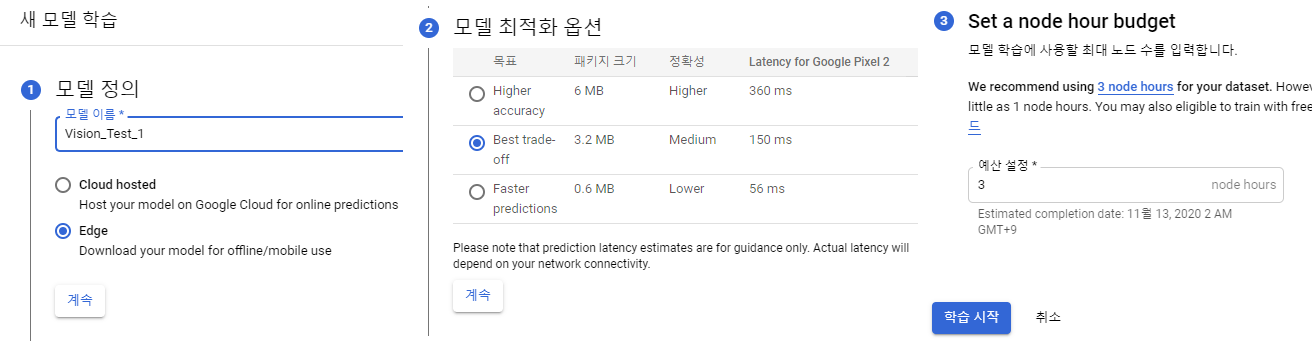 새 모델 학습
1 모델 정의
모델 이름 *
Vision_Test_1
Cloud hosted
Host your model on Google Cloud for online predictions
Edge
Download your model for offline/mobile use
계속
2 모델 최적화 옵션
목표 패키지 크기 정확성 Latency for Google Pixel 2
Higher accuracy 6 MB Higher 360 ms
Best trade-off 3.2 MB Medium 150 ms
Faster predictions 0.6 MB Lower 56 ms
Please note that prediction latency estimates are for guidance only. Actual latency will
depend on your network connectivity.
계속
3 Set a node hour budget
모델 학습에 사용할 최대 노드 수를 입력합니다.
We recommend using 3 node hours for your dataset. Howe
little as 1 node hours. You may also eligible to train with free
드
예산 설정 *
3 node hours
Estimated completion date: 11월 13, 2020 2 AM
GMT+9
학습 시작 취소